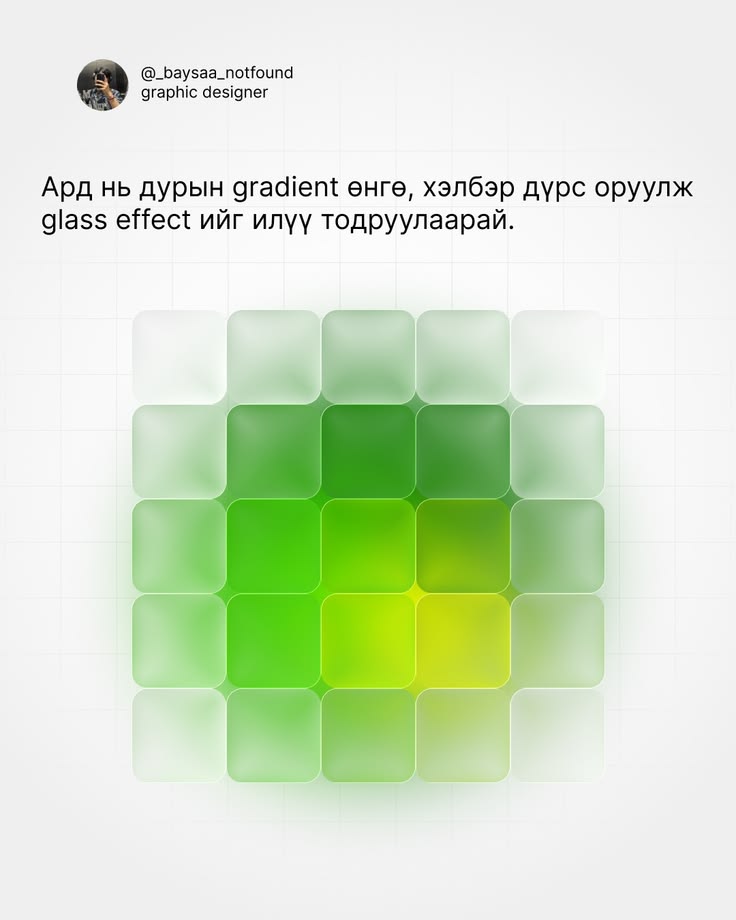 @_baysaa_notfound
graphic designer
Ард нь дурын gradient өнгө, хэлбэр дүрс оруулж
glass effect ийг илүү тодруулаарай.